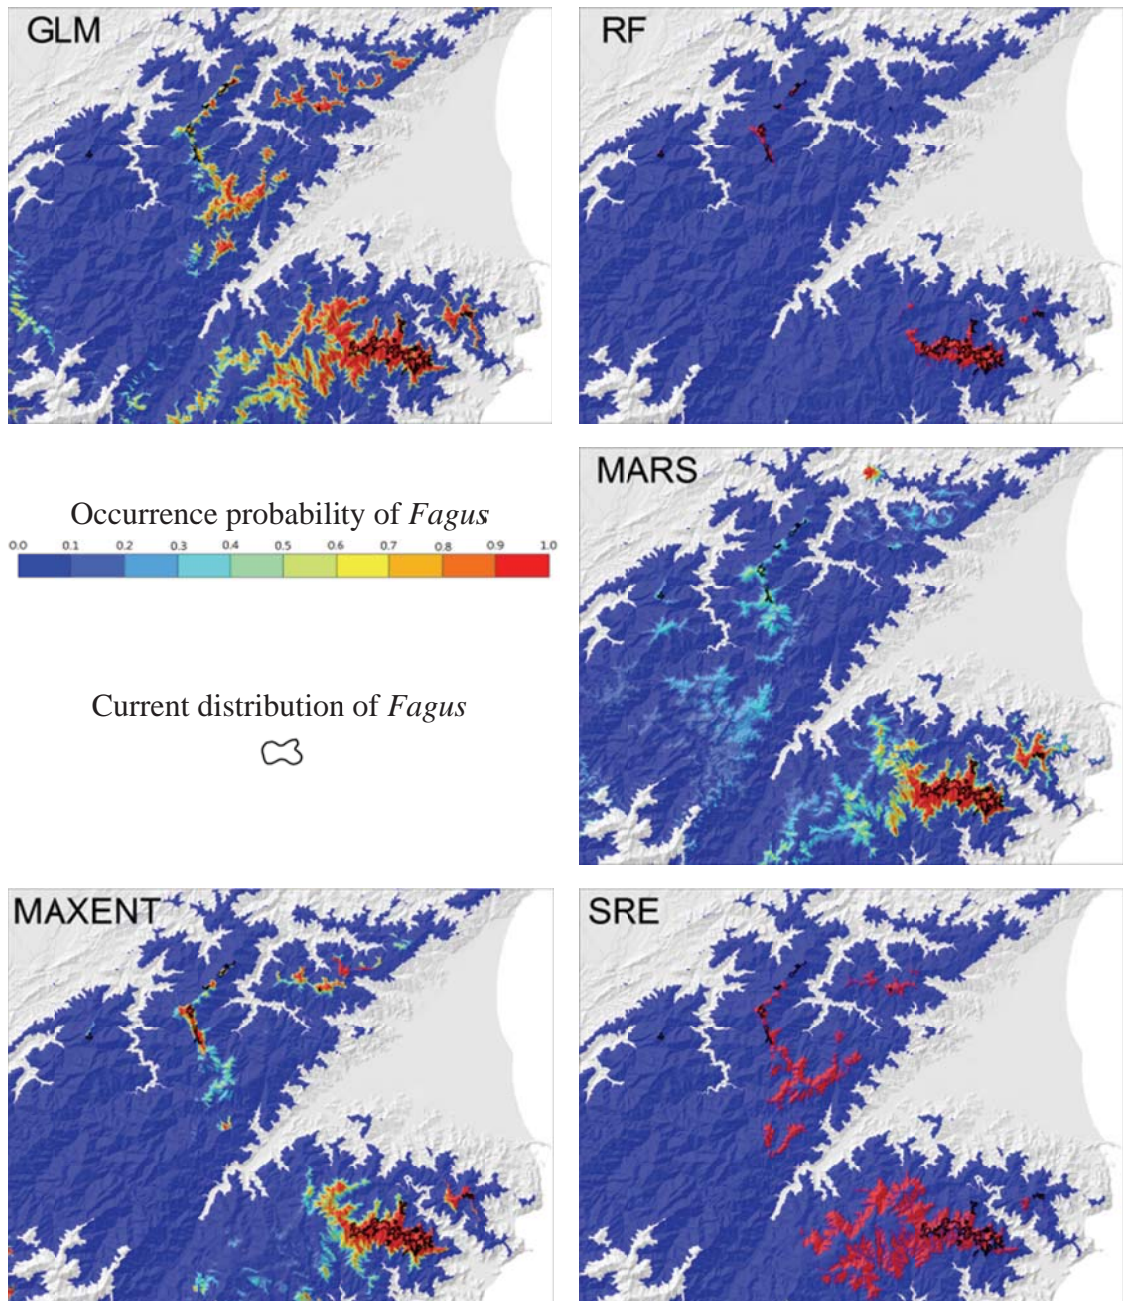 GLM
RF
MARS
Occurrence probability of Fagus
0.0 0.1 0.2 0.3 0.4 0.5 0.6 0.7 0.8 0.9 1.0
Current distribution of Fagus
MAXENT
SRE